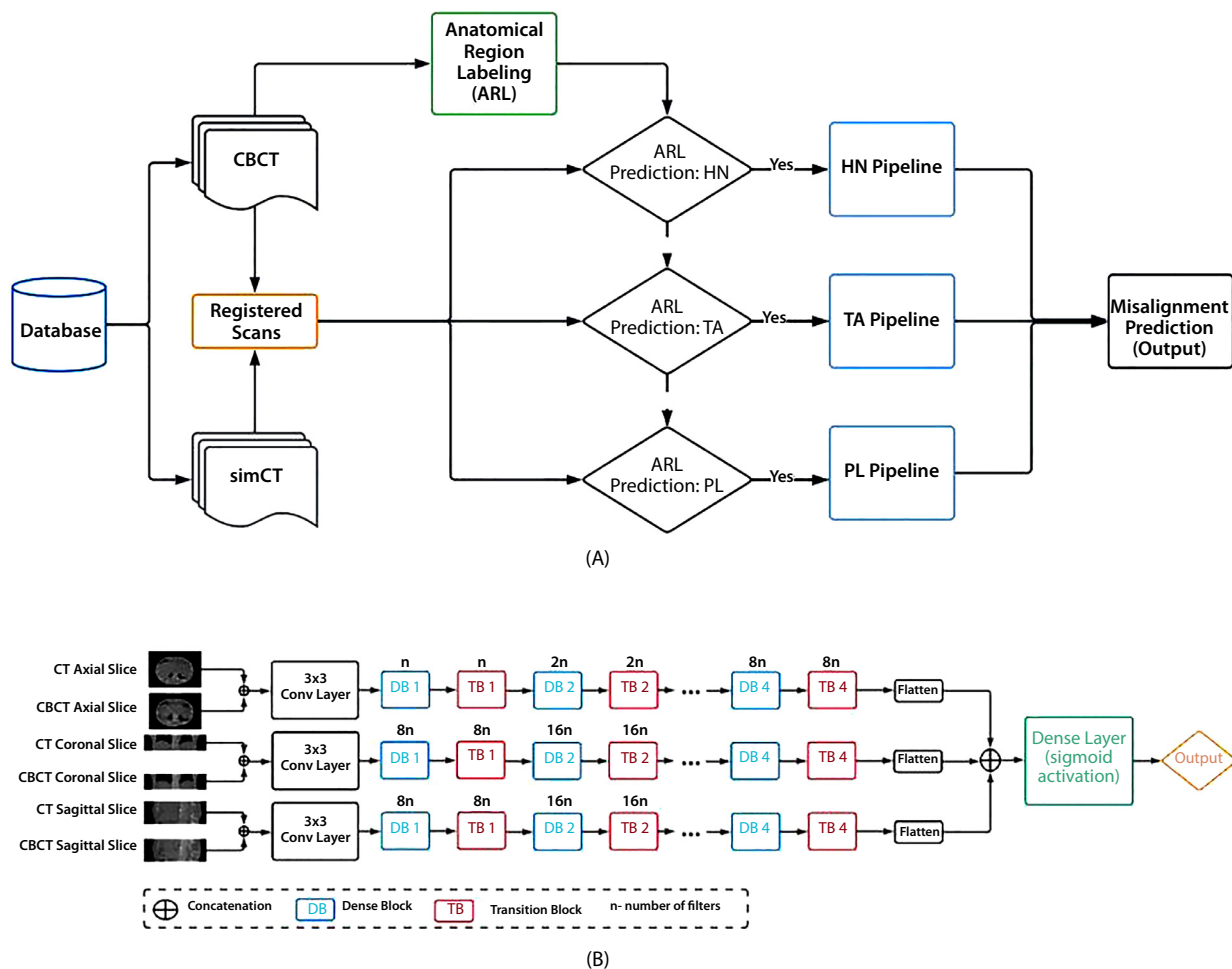 Anatomical
Region
Labeling
(ARL)
CBCT
ARL
Prediction: HN
Yes
HN Pipeline
Database
Registered
Scans
ARL
Prediction: TA
Yes
TA Pipeline
Misalignment
Prediction
(Output)
simCT
ARL
Prediction: PL
Yes
PL Pipeline
(A)
n n 2n 2n 8n 8n
CT Axial Slice
CBCT Axial Slice
3x3
Conv Layer
DB 1 TB 1 DB 2 TB 2 ... DB 4 TB 4 Flatten
8n 8n 16n 16n
CT Coronal Slice
CBCT Coronal Slice
3x3
Conv Layer
DB 1 TB 1 DB 2 TB 2 ... DB 4 TB 4 Flatten
Dense Layer
(sigmoid
activation)
Output
8n 8n 16n 16n
CT Sagittal Slice
CBCT Sagittal Slice
3x3
Conv Layer
DB 1 TB 1 DB 2 TB 2 ... DB 4 TB 4 Flatten
Concatenation DB Dense Block TB Transition Block n- number of filters
(B)